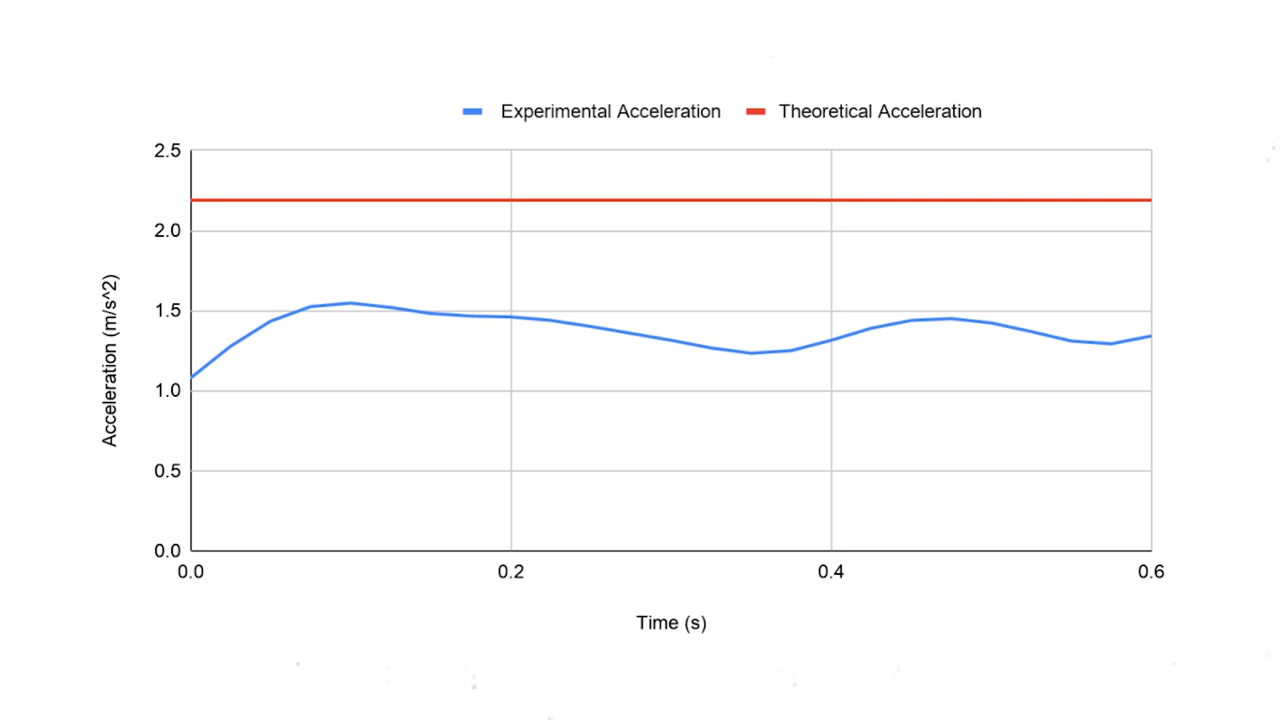 Experimental Acceleration Theoretical Acceleration
2.5
2.0
1.5
1.0
0.5
0.0
Acceleration (m/s^2)
0.0 0.2 0.4 0.6
Time (s)